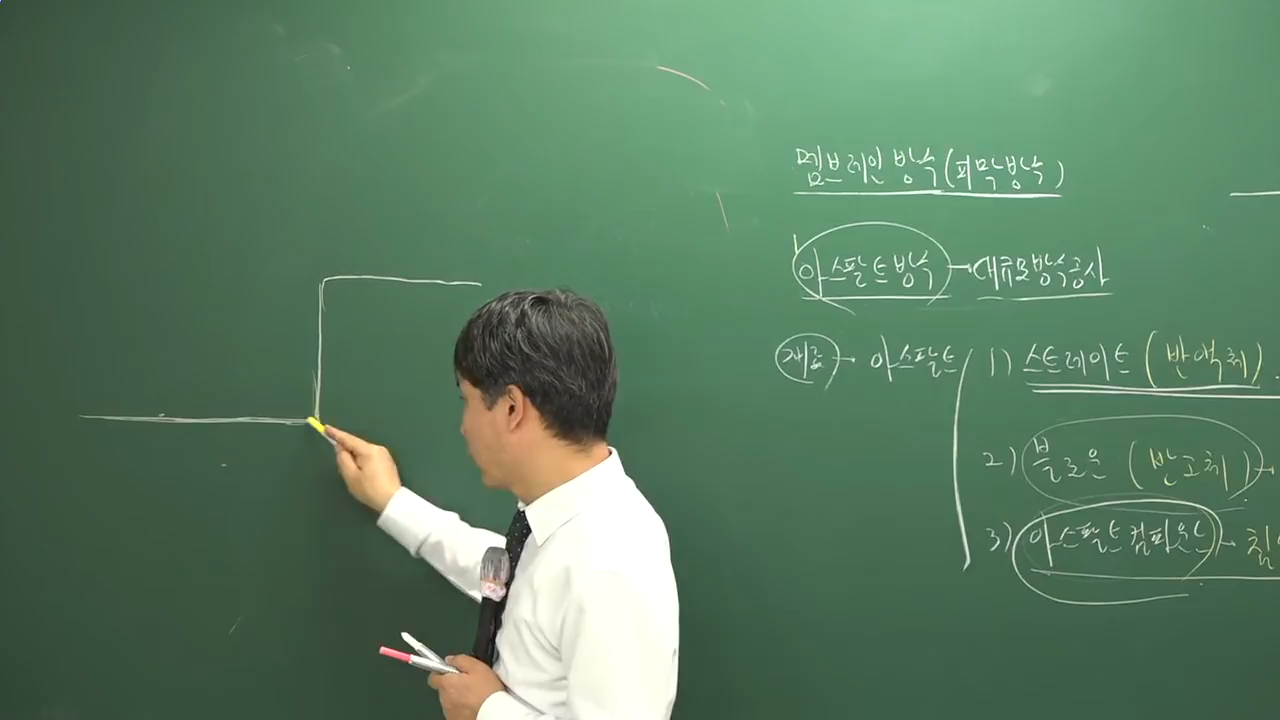 멤브레인 방수(피막방수)
아스팔트방수 → 대규모방수공사
재료 → 아스팔트 1) 스트레이트 (반액체)
2) 블로운 (반고체) →
3) 아스팔트 컴파운드 →